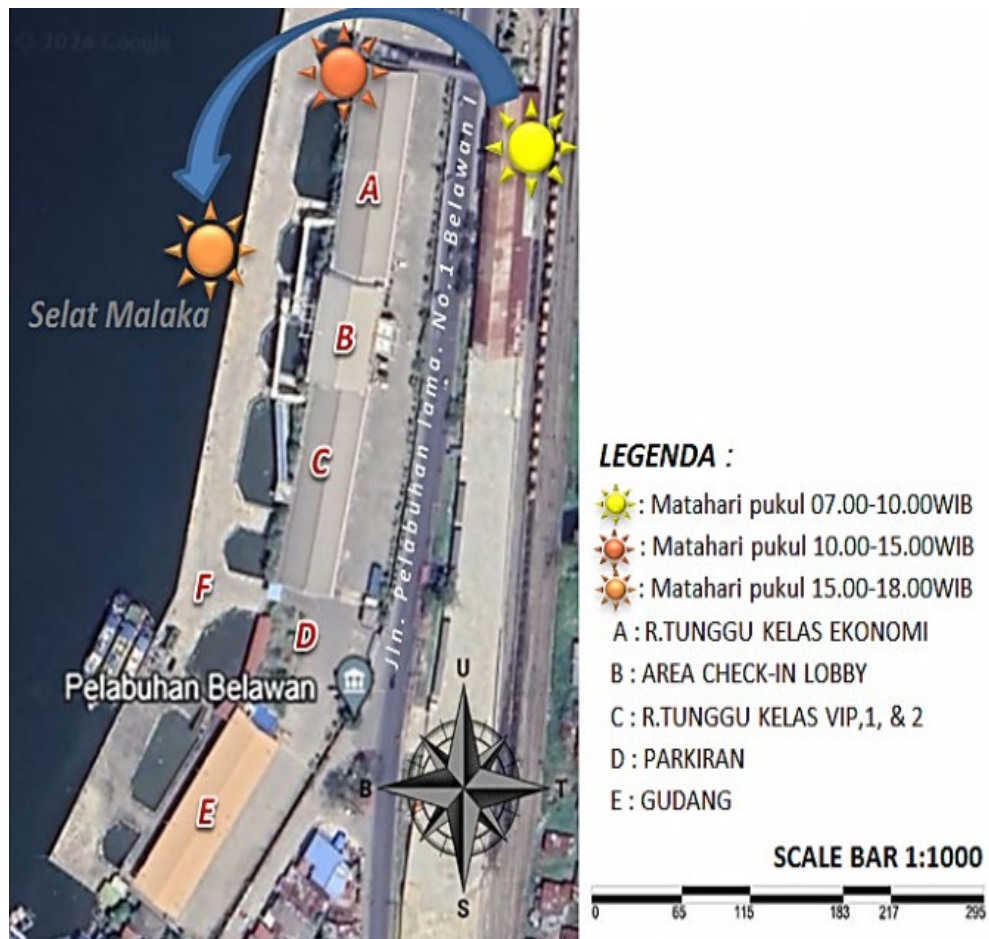 © 2024 Google
A
B
C
D
E
F
Selat Malaka
Jln. Pelabuhan lama. No.1 Belawan I
Pelabuhan Belawan
U
B
T
S
LEGENDA :
: Matahari pukul 07.00-10.00WIB
: Matahari pukul 10.00-15.00WIB
: Matahari pukul 15.00-18.00WIB
A : R.TUNGGU KELAS EKONOMI
B : AREA CHECK-IN LOBBY
C : R.TUNGGU KELAS VIP,1, & 2
D : PARKIRAN
E : GUDANG
SCALE BAR 1:1000
0 65 115 183 217 295